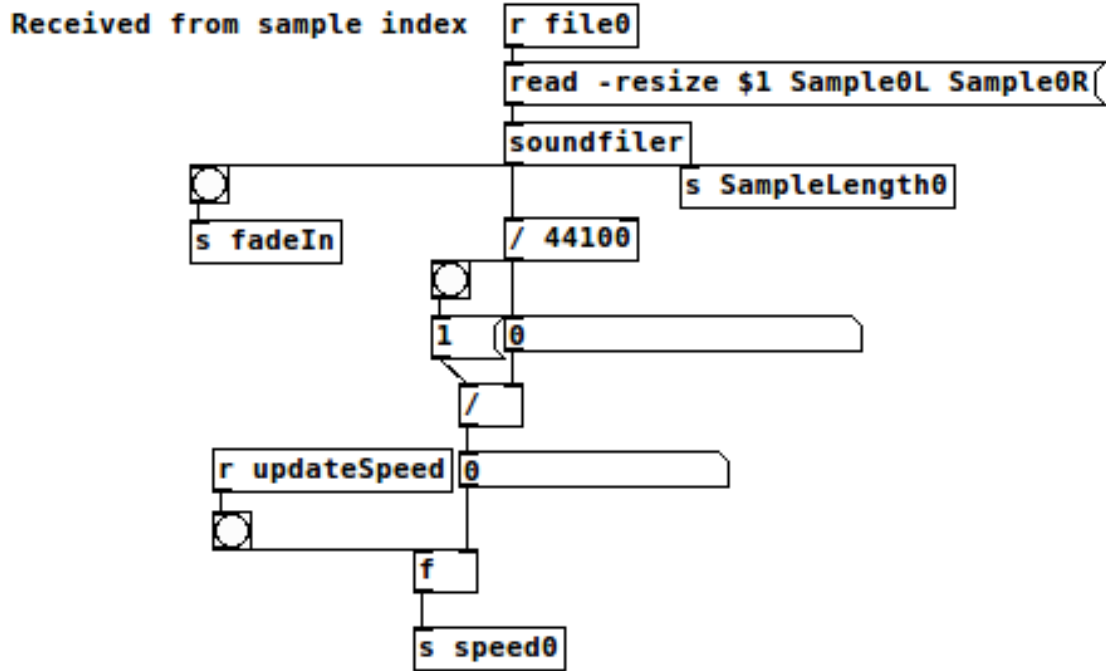 Received from sample index
r file0
read -resize $1 Sample0L Sample0R
soundfiler
s SampleLength0
s fadeIn
/ 44100
1
0
/
r updateSpeed
0
f
s speed0